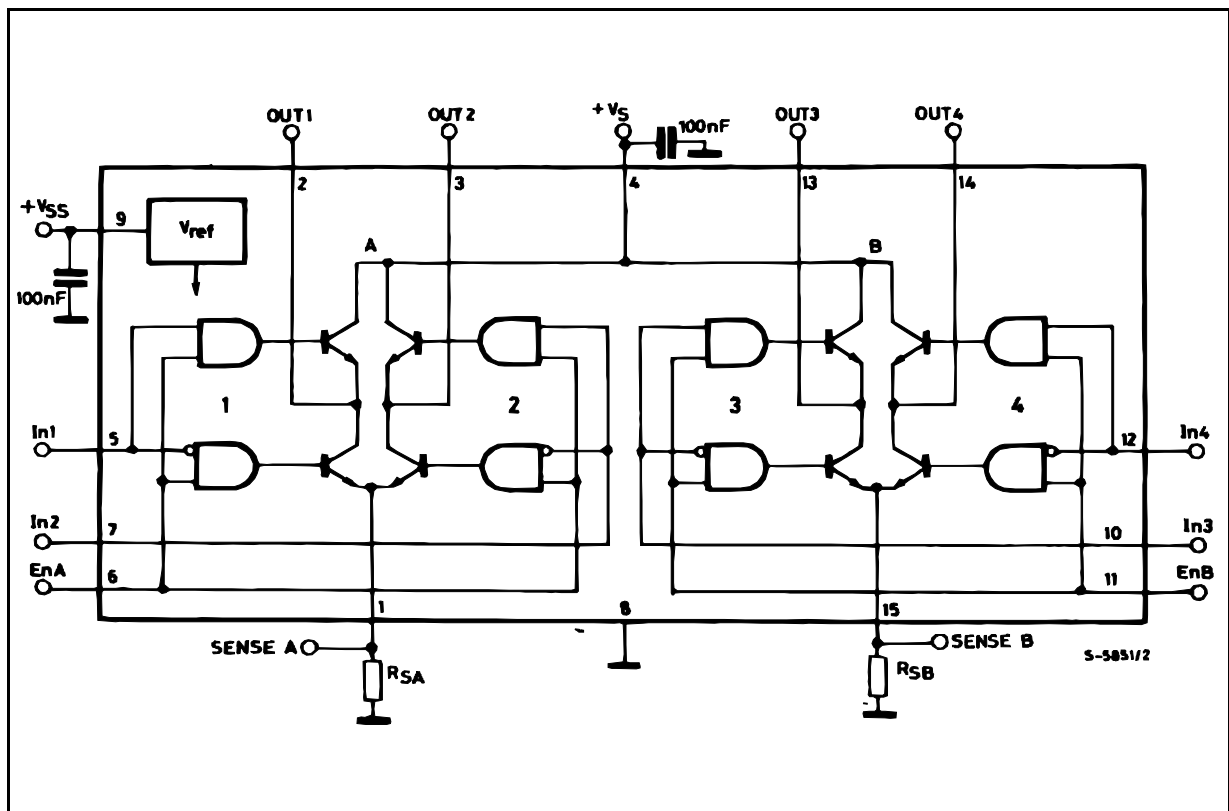 OUT1 OUT2 +VS 100nF OUT3 OUT4
2 3 4 13 14
+VSS 9 Vref
A B
100nF
1 2 3 4
In1 5 12 In4
In2 7 10 In3
EnA 6 11 EnB
1 8 15
SENSE A SENSE B
S-5851/2
RSA RSB